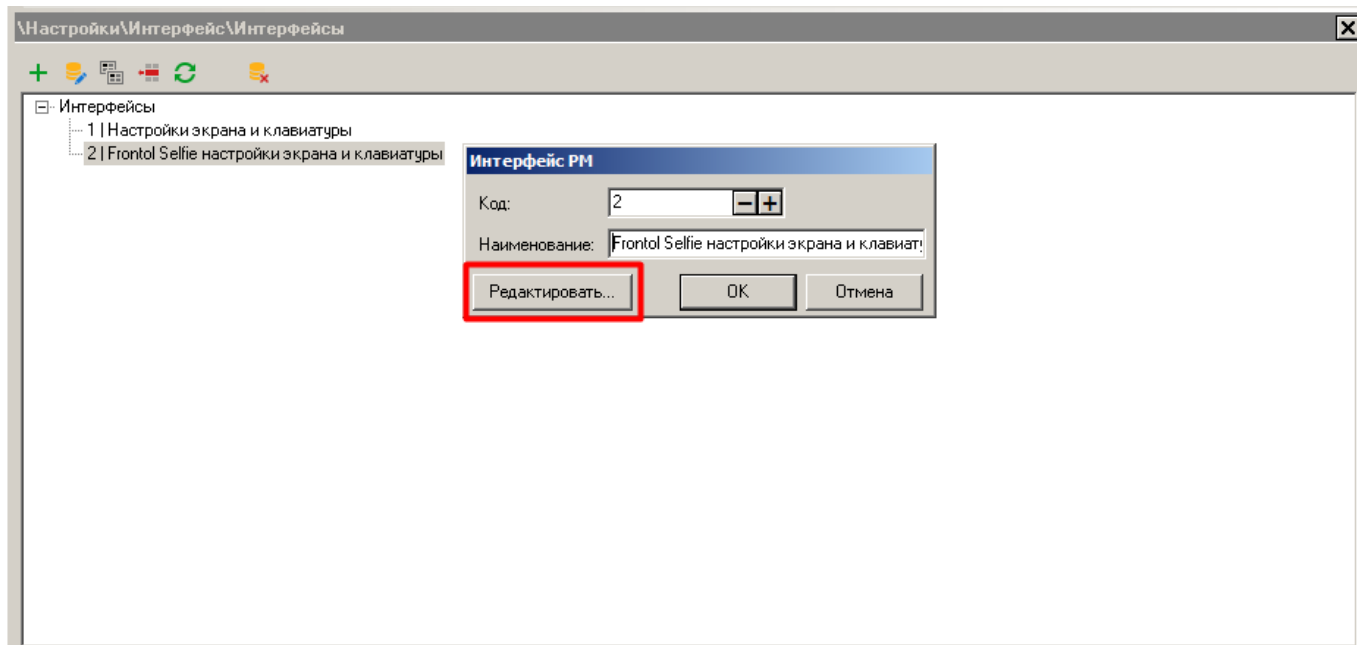 \Настройки\Интерфейс\Интерфейсы
Интерфейсы
1 | Настройки экрана и клавиатуры
2 | Frontol Selfie настройки экрана и клавиатуры
Интерфейс РМ
Код: 2
Наименование: Frontol Selfie настройки экрана и клавиату
Редактировать... ОК Отмена